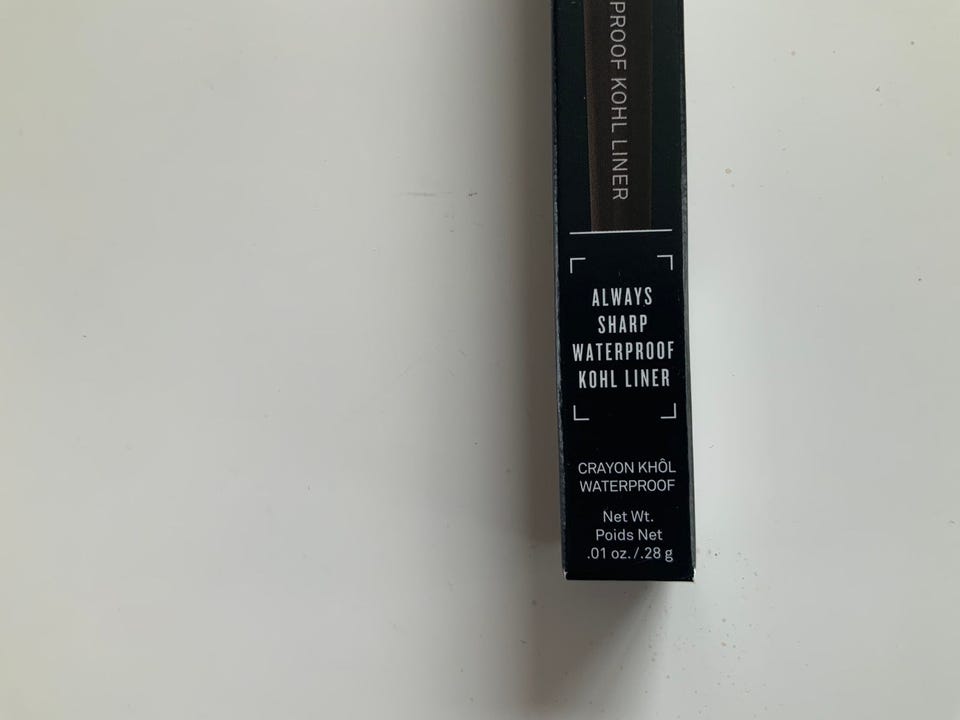 PROOF KOHL LINER
ALWAYS
SHARP
WATERPROOF
KOHL LINER
CRAYON KHÔL
WATERPROOF
Net Wt.
Poids Net
.01 oz./.28 g